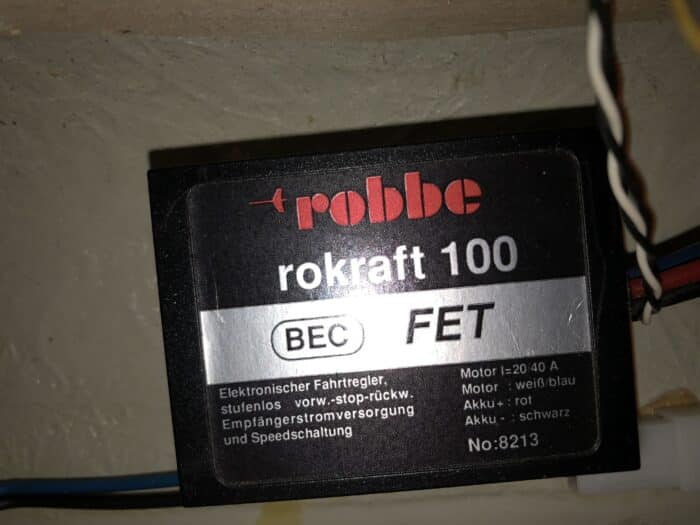 robbe
rokraft 100
BEC FET
Elektronischer Fahrtregler,
stufenlos vorw.-stop-rückw.
Empfängerstromversorgung
und Speedschaltung
Motor I=20/40 A
Motor : weiß/blau
Akku+ : rot
Akku - : schwarz
No:8213